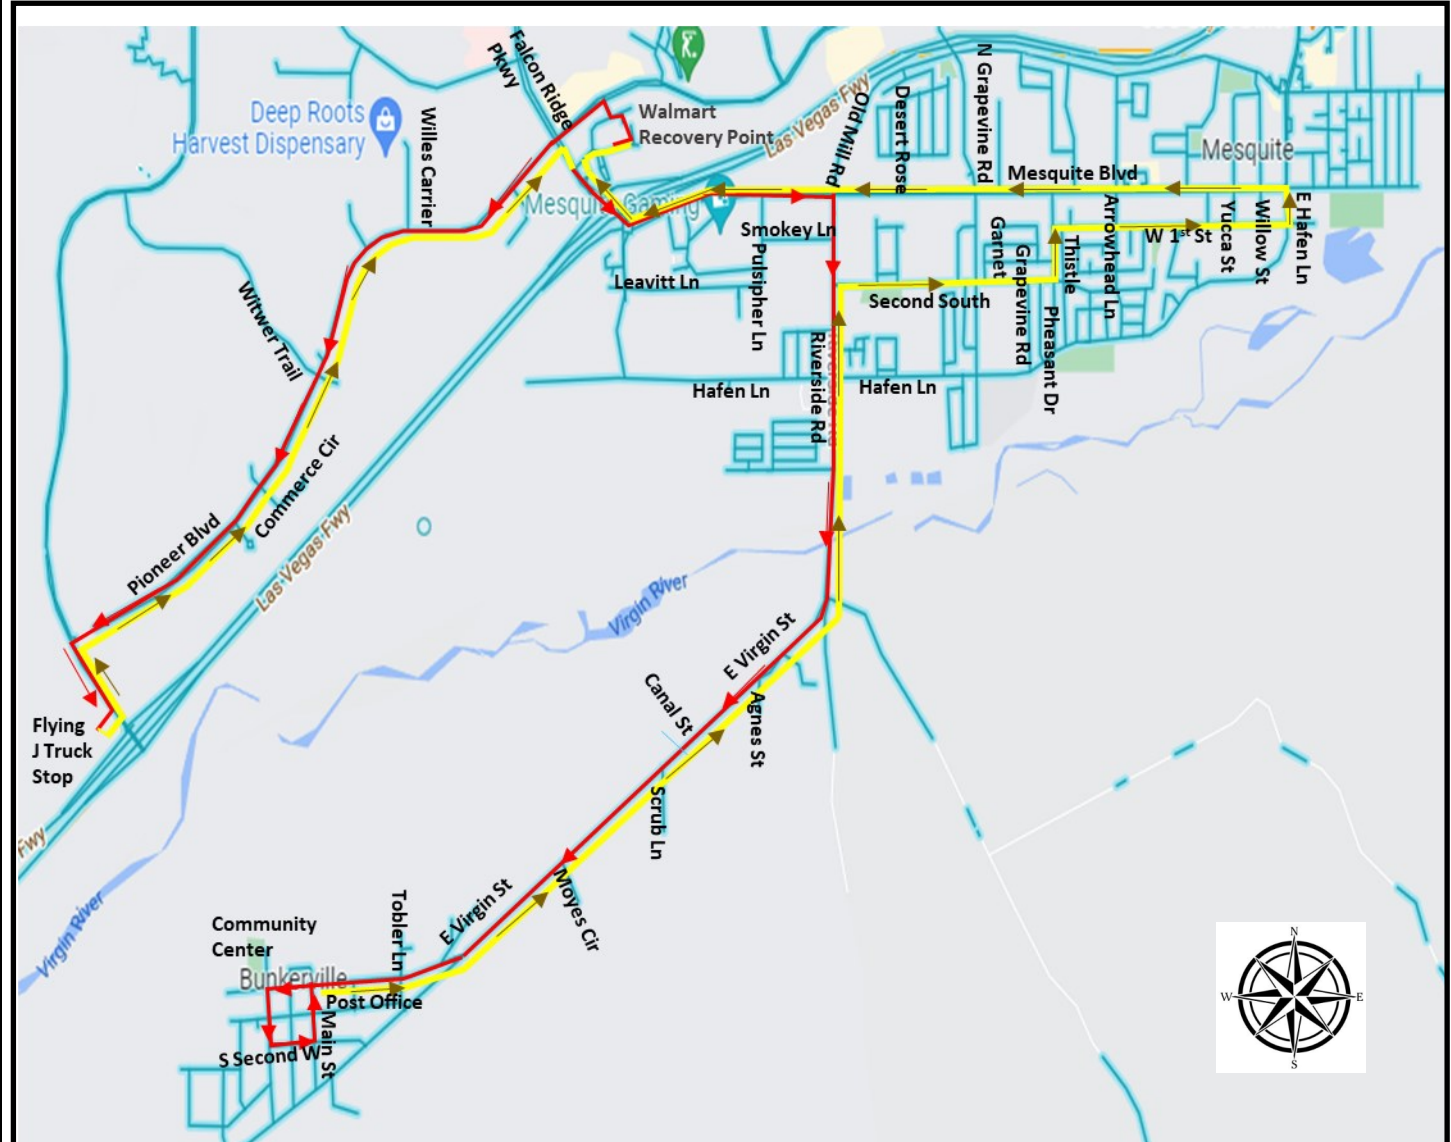 Falcon Ridge
Pkwy
Walmart
Recovery Point
Deep Roots
Harvest Dispensary
Willes Carrier
Las Vegas Fwy
Old Mill Rd
Desert Rose
N Grapevine Rd
Mesquite
Mesquite Blvd
Mesquite Gaming
Smokey Ln
Arrowhead Ln
W 1st St
Yucca St
Willow St
E Hafen Ln
Garnet
Grapevine Rd
Thistle
Leavitt Ln
Pulsipher Ln
Second South
Pheasant Dr
Witwer Trail
Riverside Rd
Hafen Ln
Hafen Ln
Commerce Cir
Pioneer Blvd
Las Vegas Fwy
Virgin River
E Virgin St
Canal St
Agnes St
Flying
J Truck
Stop
Scrub Ln
Fwy
Moyes Cir
E Virgin St
Tobler Ln
Virgin River
Community
Center
Bunkerville
Post Office
Main St
S Second W
N
W
E
S